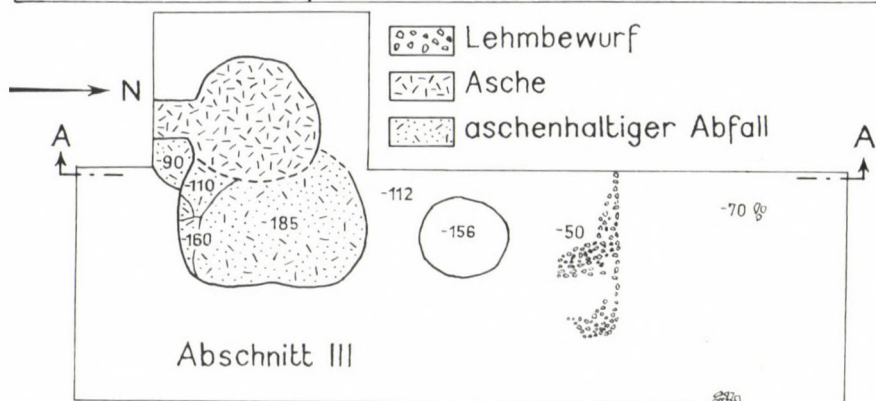 Lehmbewurf
N
Asche
A
aschenhaltiger Abfall
A
-90
-110
-112
-70
-160
-185
-156
-50
Abschnitt III